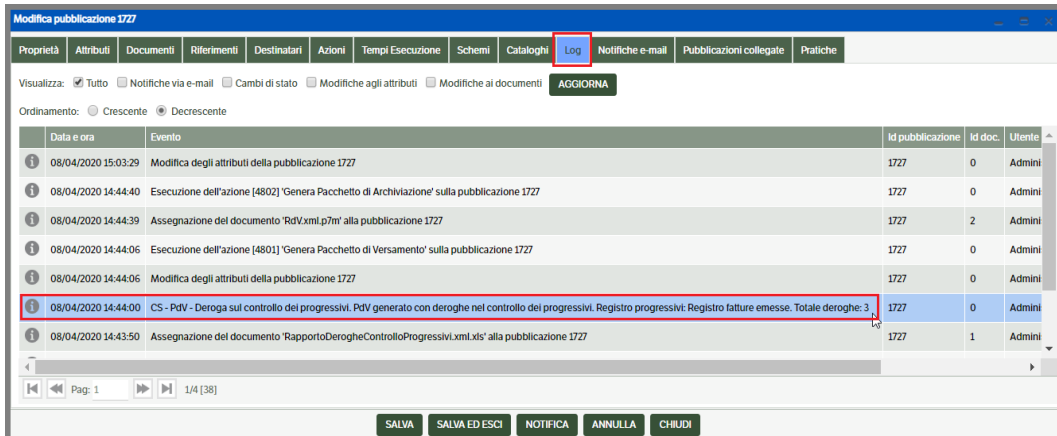 Modifica pubblicazione 1727
Proprietà Attributi Documenti Riferimenti Destinatari Azioni Tempi Esecuzione Schemi Cataloghi Log Notifiche e-mail Pubblicazioni collegate Pratiche
Visualizza: Tutto Notifiche via e-mail Cambi di stato Modifiche agli attributi Modifiche ai documenti AGGIORNA
Ordinamento: Crescente Decrescente
Data e ora Evento Id pubblicazione Id doc. Utente
08/04/2020 15:03:29 Modifica degli attributi della pubblicazione 1727 1727 0 Admini
08/04/2020 14:44:40 Esecuzione dell'azione [4802] 'Genera Pacchetto di Archiviazione' sulla pubblicazione 1727 1727 0 Admini
08/04/2020 14:44:39 Assegnazione del documento 'RdV.xml.p7m' alla pubblicazione 1727 1727 2 Admini
08/04/2020 14:44:06 Esecuzione dell'azione [4801] 'Genera Pacchetto di Versamento' sulla pubblicazione 1727 1727 0 Admini
08/04/2020 14:44:06 Modifica degli attributi della pubblicazione 1727 1727 0 Admini
08/04/2020 14:44:00 CS - PdV - Deroga sul controllo dei progressivi. PdV generato con deroghe nel controllo dei progressivi. Registro progressivi: Registro fatture emesse. Totale deroghe: 3 1727 0 Admini
08/04/2020 14:43:50 Assegnazione del documento 'RapportoDerogheControlloProgressivi.xml.xls' alla pubblicazione 1727 1727 1 Admini
Pag: 1 1/4 [38]
SALVA SALVA ED ESCI NOTIFICA ANNULLA CHIUDI